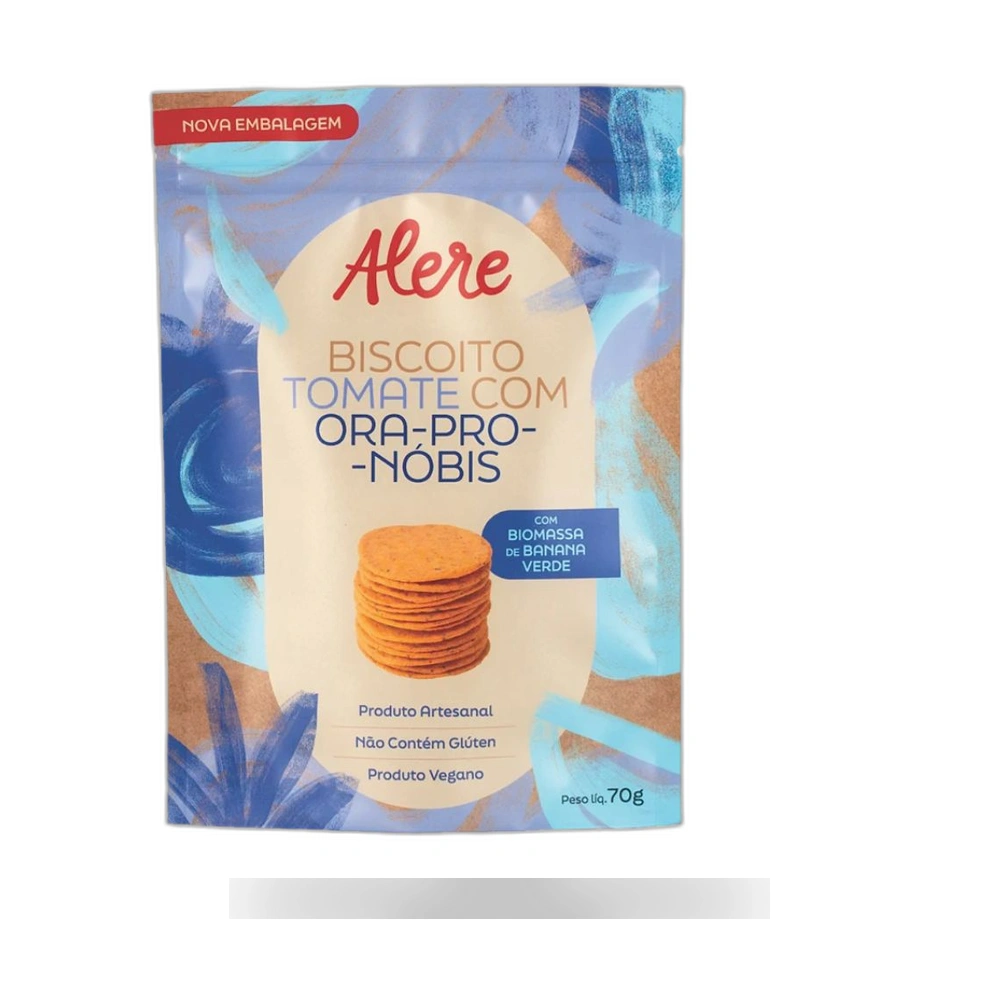 NOVA EMBALAGEM
Alere
BISCOITO
TOMATE COM
ORA-PRO-
-NÓBIS
COM
BIOMASSA
DE BANANA
VERDE
Produto Artesanal
Não Contém Glúten
Produto Vegano
Peso líq. 70g